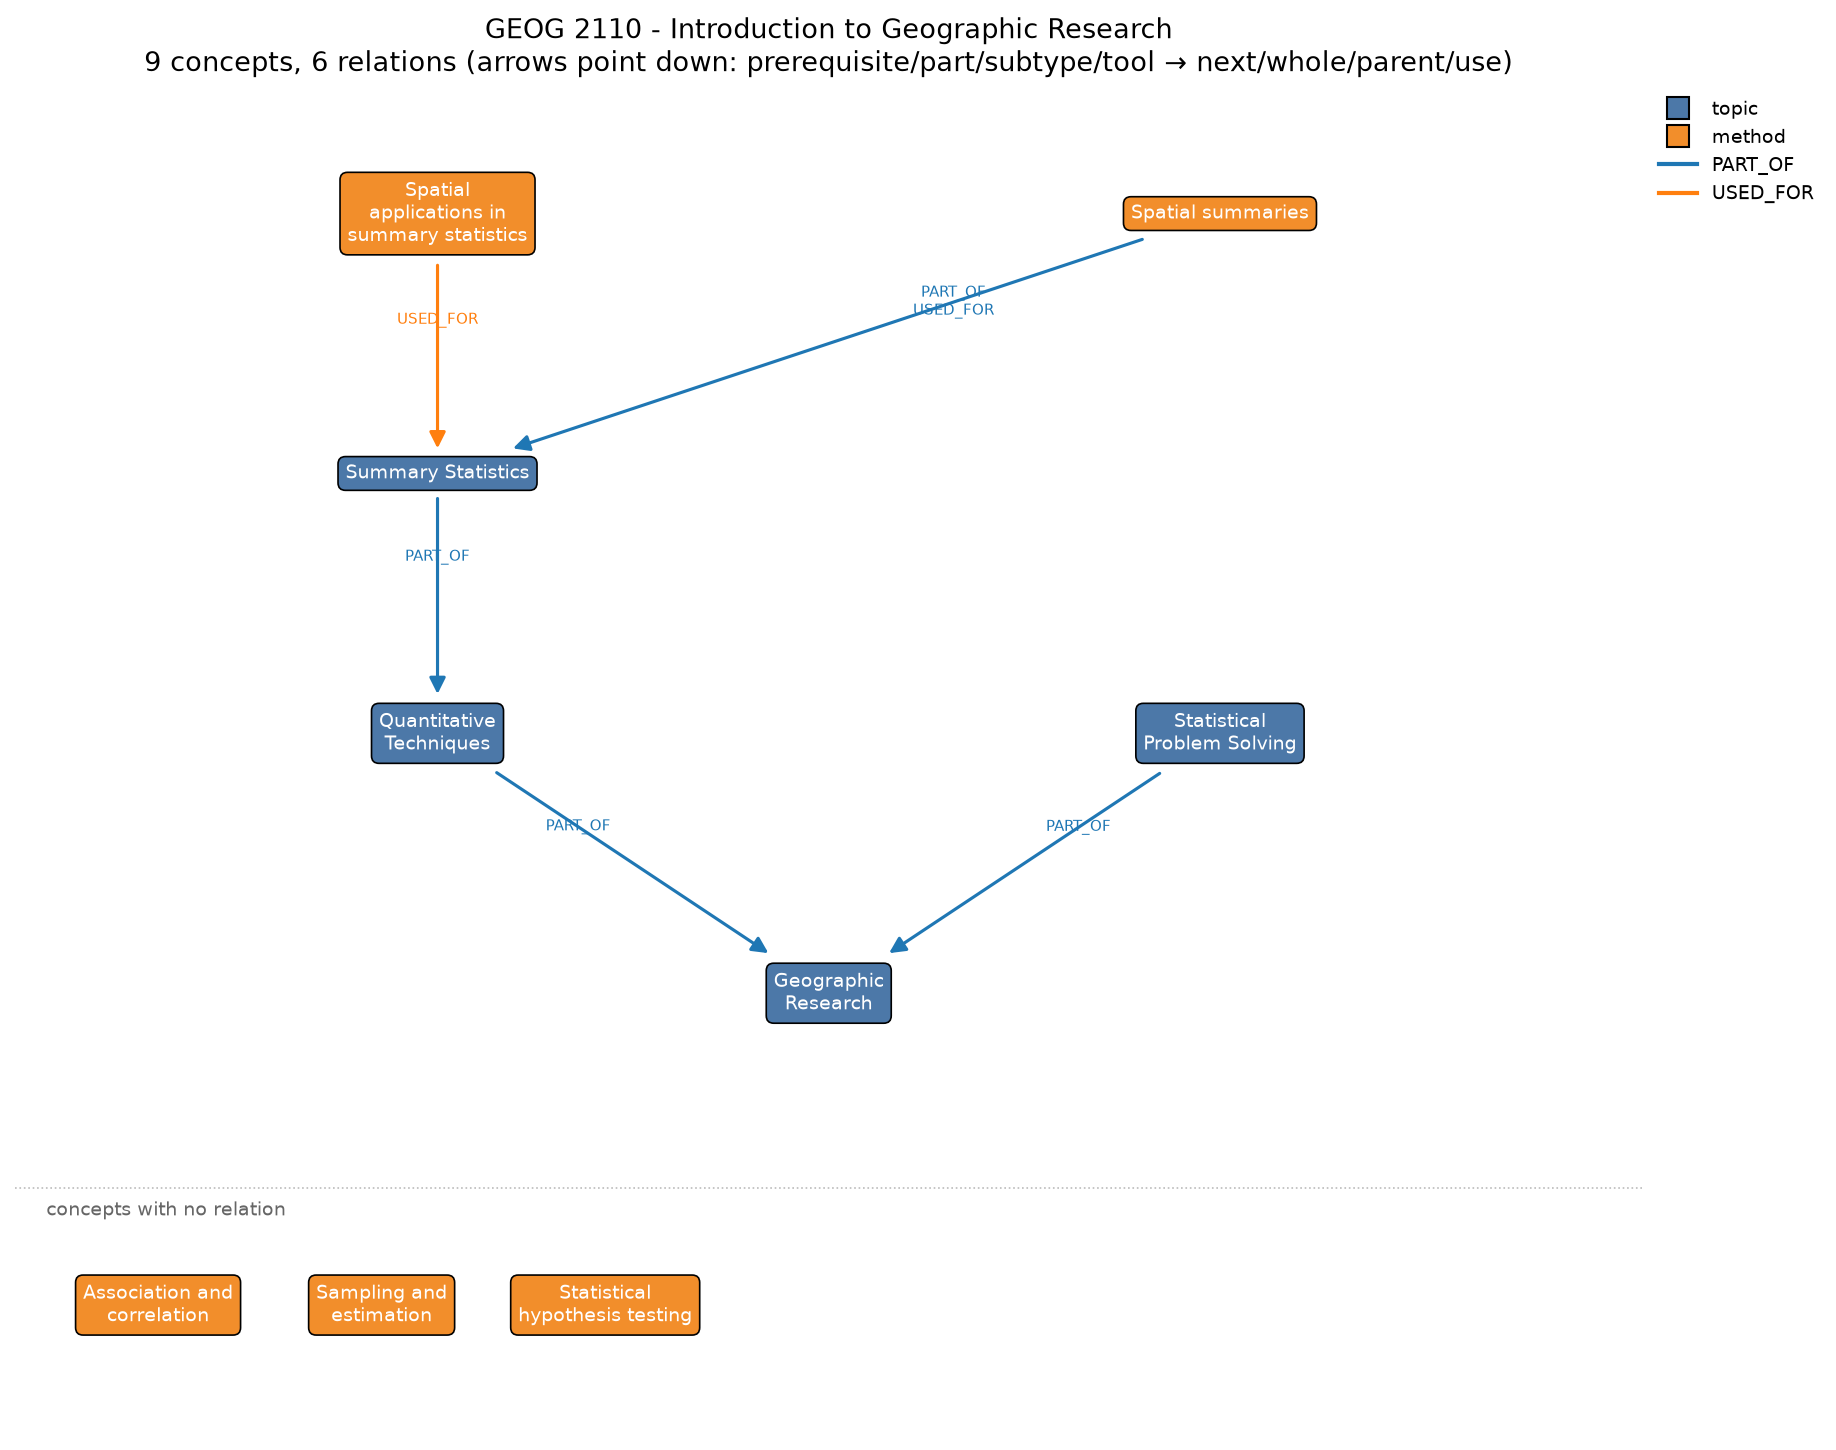 GEOG 2110 - Introduction to Geographic Research
9 concepts, 6 relations (arrows point down: prerequisite/part/subtype/tool → next/whole/parent/use)
topic
method
PART_OF
USED_FOR
Spatial
applications in
summary statistics
Spatial summaries
PART_OF
USED_FOR
USED_FOR
Summary Statistics
PART_OF
Quantitative
Techniques
Statistical
Problem Solving
PART_OF
PART_OF
Geographic
Research
concepts with no relation
Association and
correlation
Sampling and
estimation
Statistical
hypothesis testing